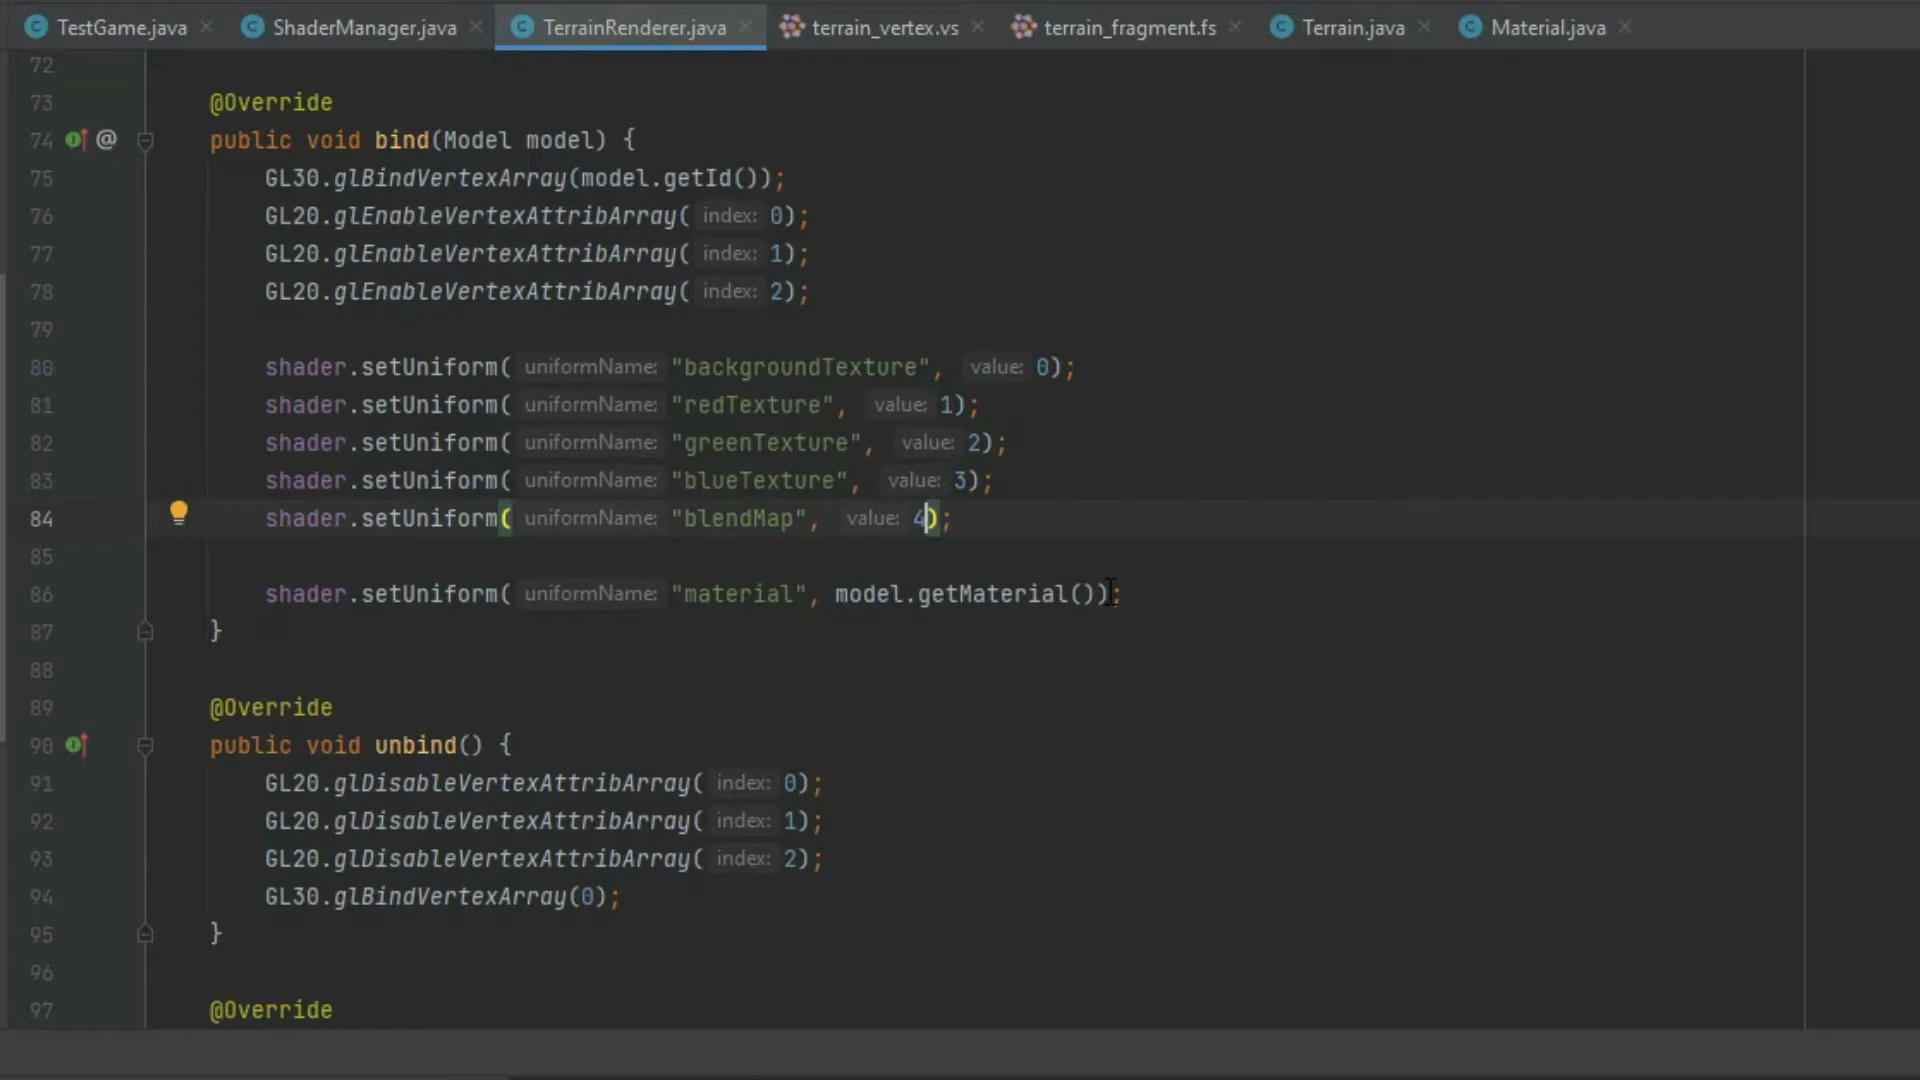 TestGame.java ShaderManager.java TerrainRenderer.java terrain_vertex.vs terrain_fragment.fs Terrain.java Material.java
72
73 @Override
74 @ public void bind(Model model) {
75 GL30.glBindVertexArray(model.getId());
76 GL20.glEnableVertexAttribArray( index: 0);
77 GL20.glEnableVertexAttribArray( index: 1);
78 GL20.glEnableVertexAttribArray( index: 2);
79
80 shader.setUniform( uniformName: "backgroundTexture", value: 0);
81 shader.setUniform( uniformName: "redTexture", value: 1);
82 shader.setUniform( uniformName: "greenTexture", value: 2);
83 shader.setUniform( uniformName: "blueTexture", value: 3);
84 shader.setUniform( uniformName: "blendMap", value: 4);
85
86 shader.setUniform( uniformName: "material", model.getMaterial());
87 }
88
89 @Override
90 public void unbind() {
91 GL20.glDisableVertexAttribArray( index: 0);
92 GL20.glDisableVertexAttribArray( index: 1);
93 GL20.glDisableVertexAttribArray( index: 2);
94 GL30.glBindVertexArray(0);
95 }
96
97 @Override